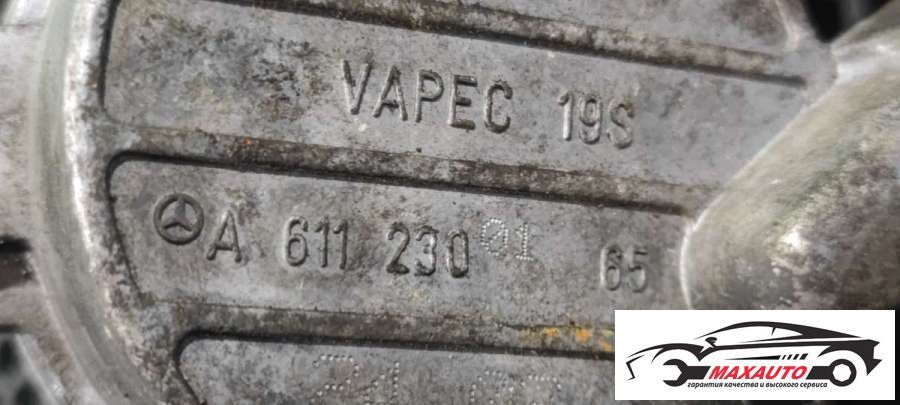 VAPEC 19S
A 611 230 01 65
MAXAUTO
гарантия качества и высокого сервиса